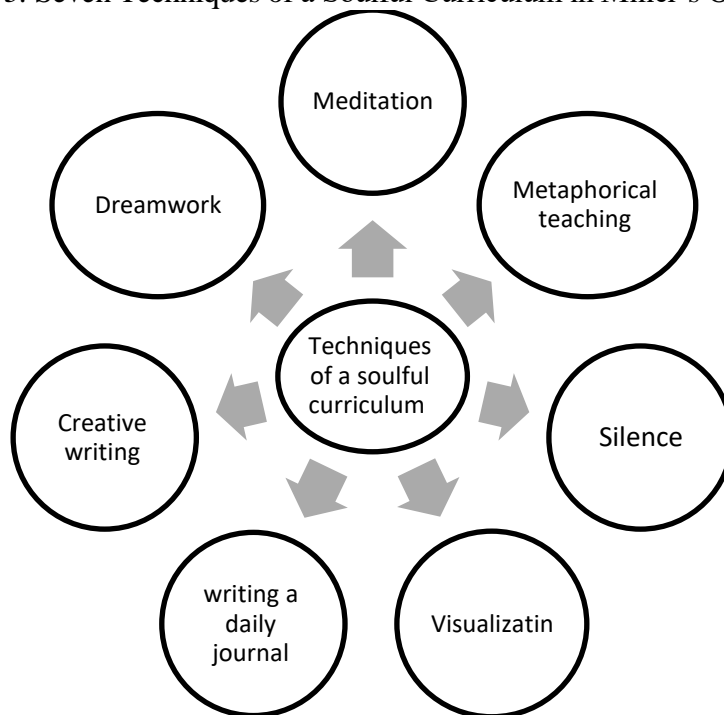 5. Seven Techniques of a Soulful Curriculum in Miller's
Meditation
Metaphorical
teaching
Silence
Visualizatin
writing a
daily
journal
Creative
writing
Dreamwork
Techniques
of a soulful
curriculum